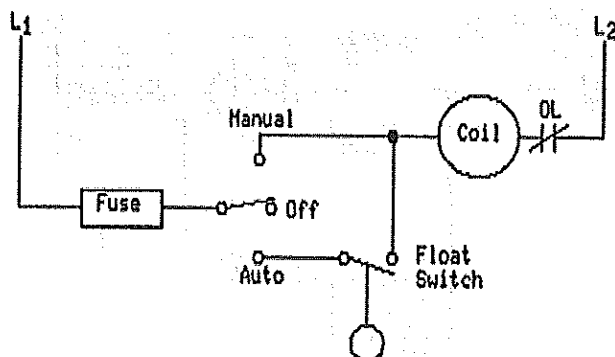 L1
L2
OL
Manual
Coil
Fuse
Off
Auto
Float
Switch